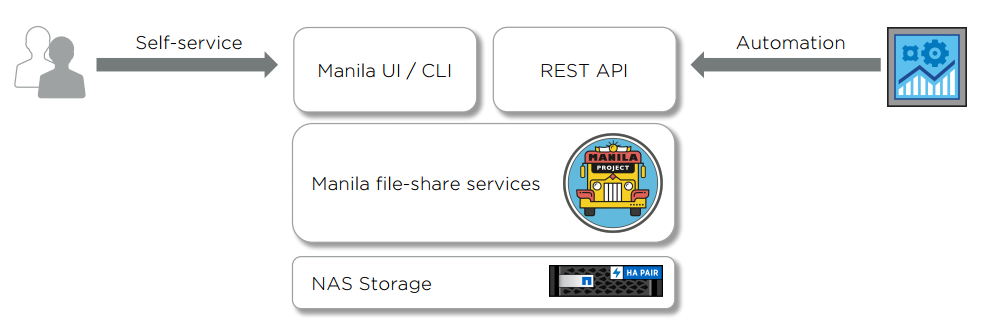 Self-service
Manila UI / CLI
REST API
Automation
Manila file-share services
MANILA
PROJECT
NAS Storage
HA PAIR